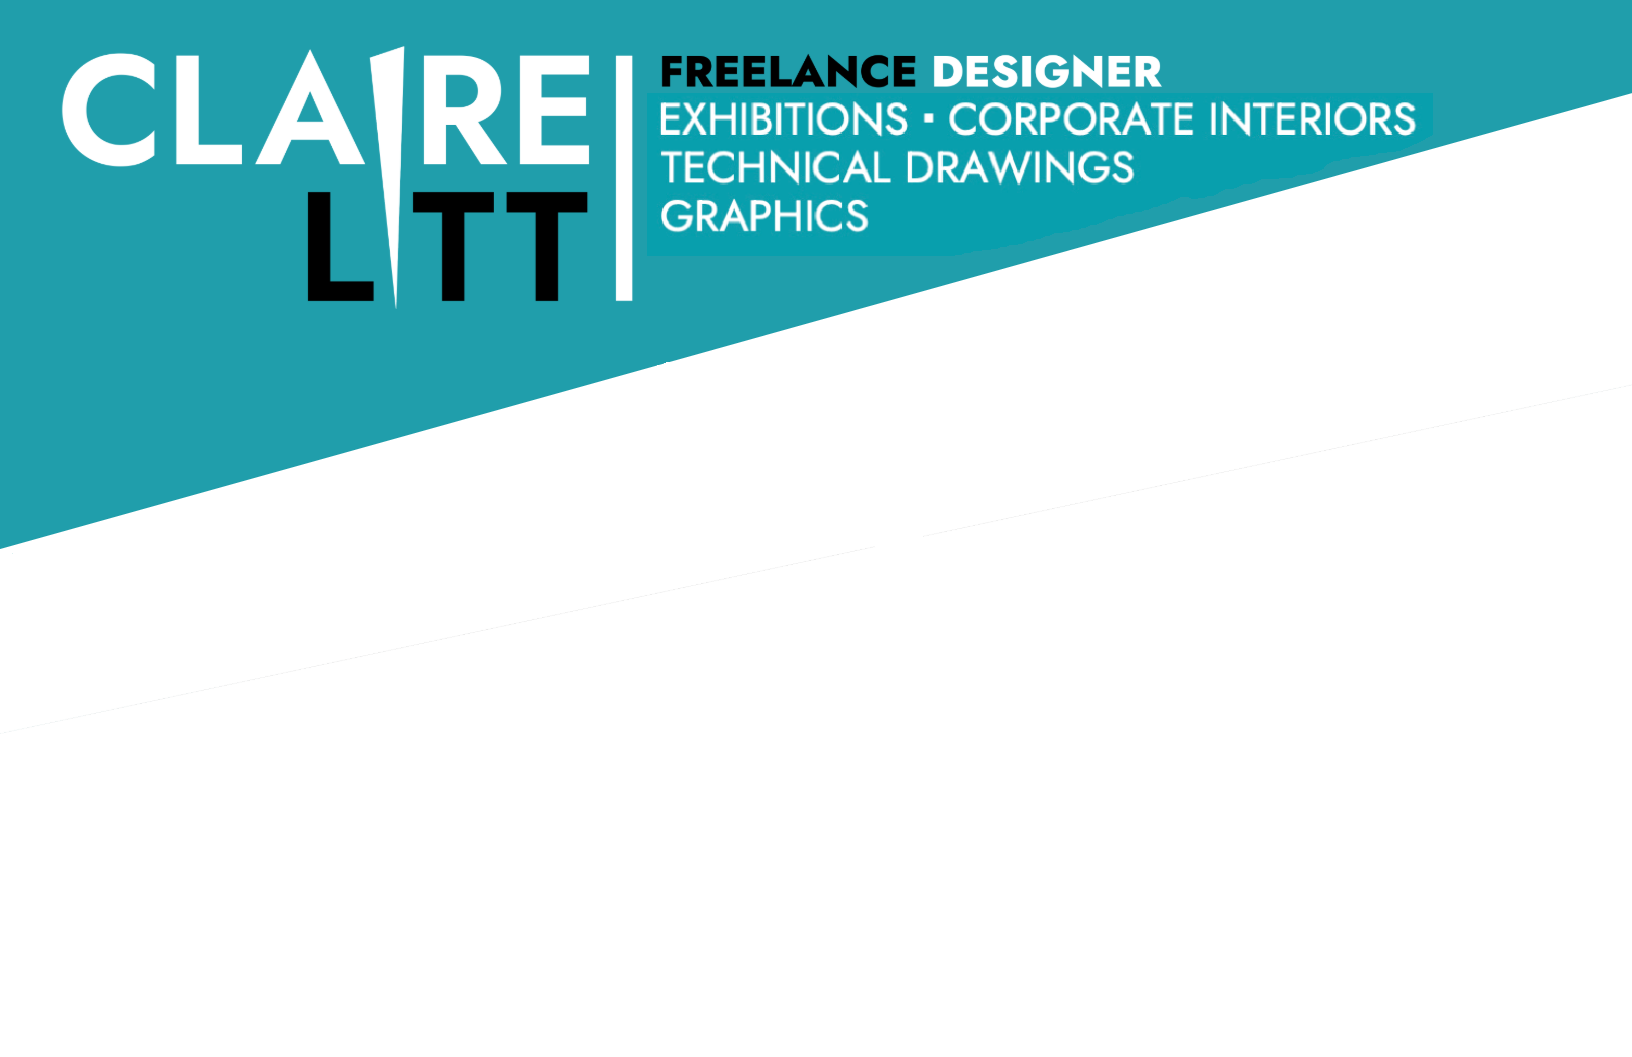 CLAIRE
LITT
FREELANCE DESIGNER
EXHIBITIONS ▪ CORPORATE INTERIORS
TECHNICAL DRAWINGS
GRAPHICS